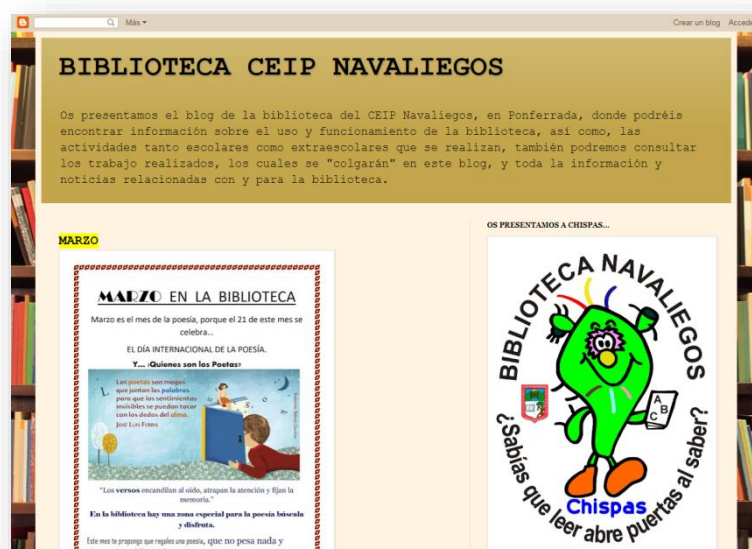 Más
Crear un blog Accede
BIBLIOTECA CEIP NAVALIEGOS
Os presentamos el blog de la biblioteca del CEIP Navaliegos, en Ponferrada, donde podréis
encontrar información sobre el uso y funcionamiento de la biblioteca, así como, las
actividades tanto escolares como extraescolares que se realizan, también podremos consultar
los trabajo realizados, los cuales se "colgarán" en este blog, y toda la información y
noticias relacionadas con y para la biblioteca.
MARZO
MARZO EN LA BIBLIOTECA
Marzo es el mes de la poesía, porque el 21 de este mes se
celebra...
EL DÍA INTERNACIONAL DE LA POESÍA.
Y... ¿Quienes son los Poetas?
Los poetas son magos
que juntan las palabras
para que los sentimientos
invisibles se puedan tocar
con los dedos del alma.
JOSÉ LUIS FERRIS
"Los versos encandilan al oído, atrapan la atención y fijan la
memoria."
En la biblioteca hay una zona especial para la poesía búscala
y disfruta.
Este mes te propongo que regales una poesía, que no pesa nada y
OS PRESENTAMOS A CHISPAS...
BIBLIOTECA NAVALIEGOS
A
B
C
Chispas
¿Sabías que leer abre puertas al saber?